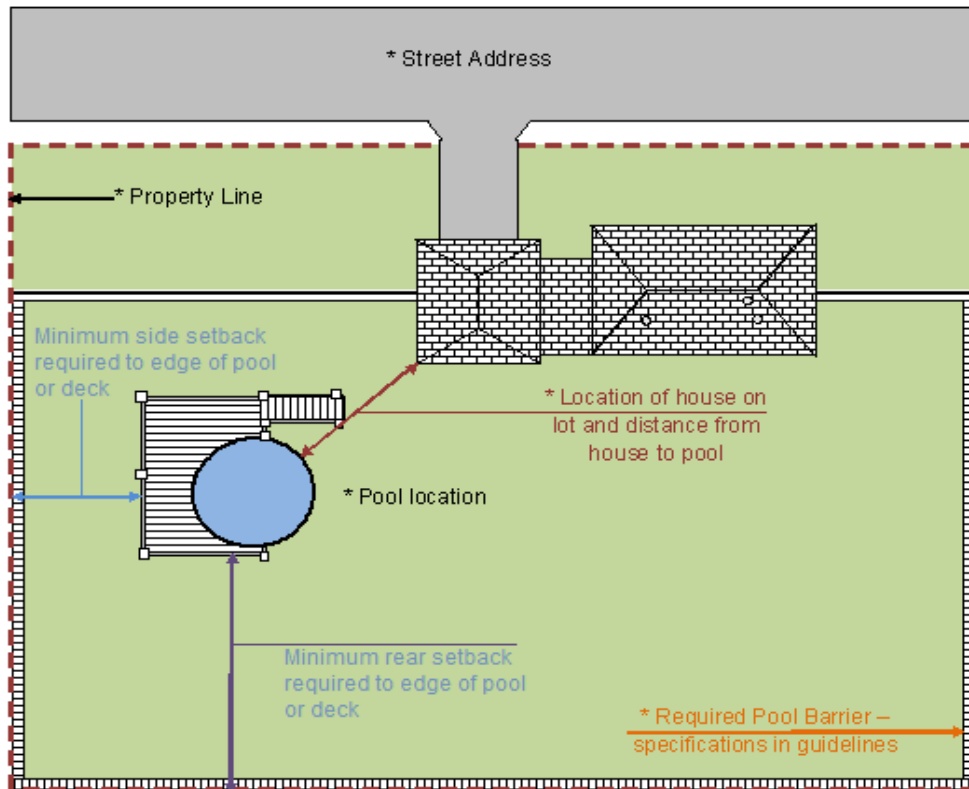 * Street Address
* Property Line
Minimum side setback
required to edge of pool
or deck
* Location of house on
lot and distance from
house to pool
* Pool location
Minimum rear setback
required to edge of pool
or deck
* Required Pool Barrier –
specifications in guidelines